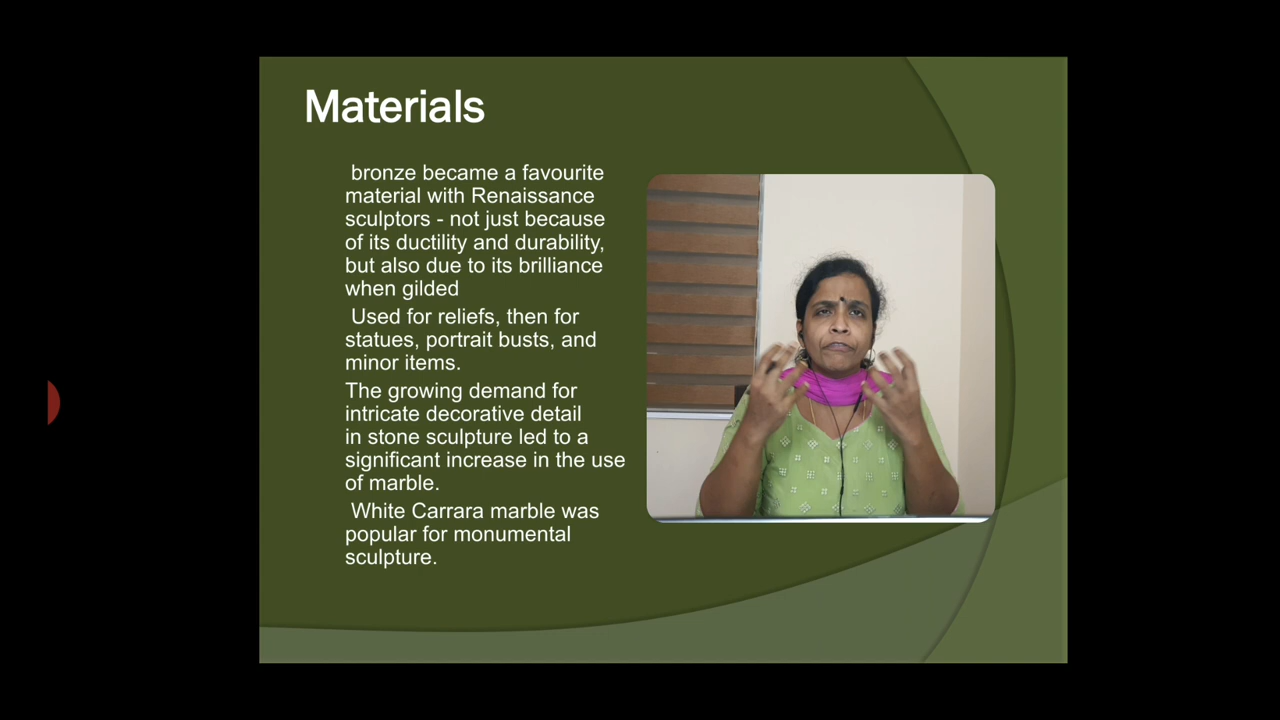 Materials
bronze became a favourite
material with Renaissance
sculptors - not just because
of its ductility and durability,
but also due to its brilliance
when gilded
Used for reliefs, then for
statues, portrait busts, and
minor items.
The growing demand for
intricate decorative detail
in stone sculpture led to a
significant increase in the use
of marble.
White Carrara marble was
popular for monumental
sculpture.